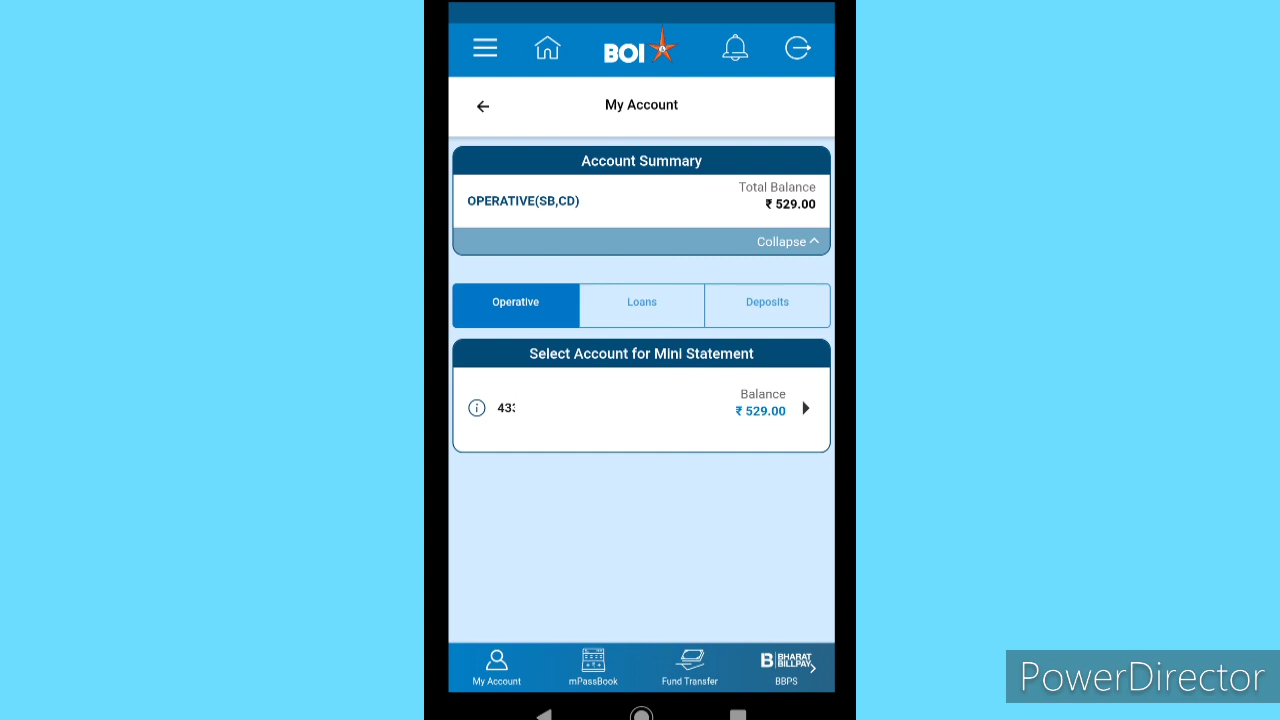 BOI
My Account
Account Summary
OPERATIVE(SB,CD)
Total Balance
₹ 529.00
Collapse
Operative
Loans
Deposits
Select Account for Mini Statement
433
Balance
₹ 529.00
B BHARAT BILLPAY
My Account
mPassBook
Fund Transfer
BBPS
PowerDirector